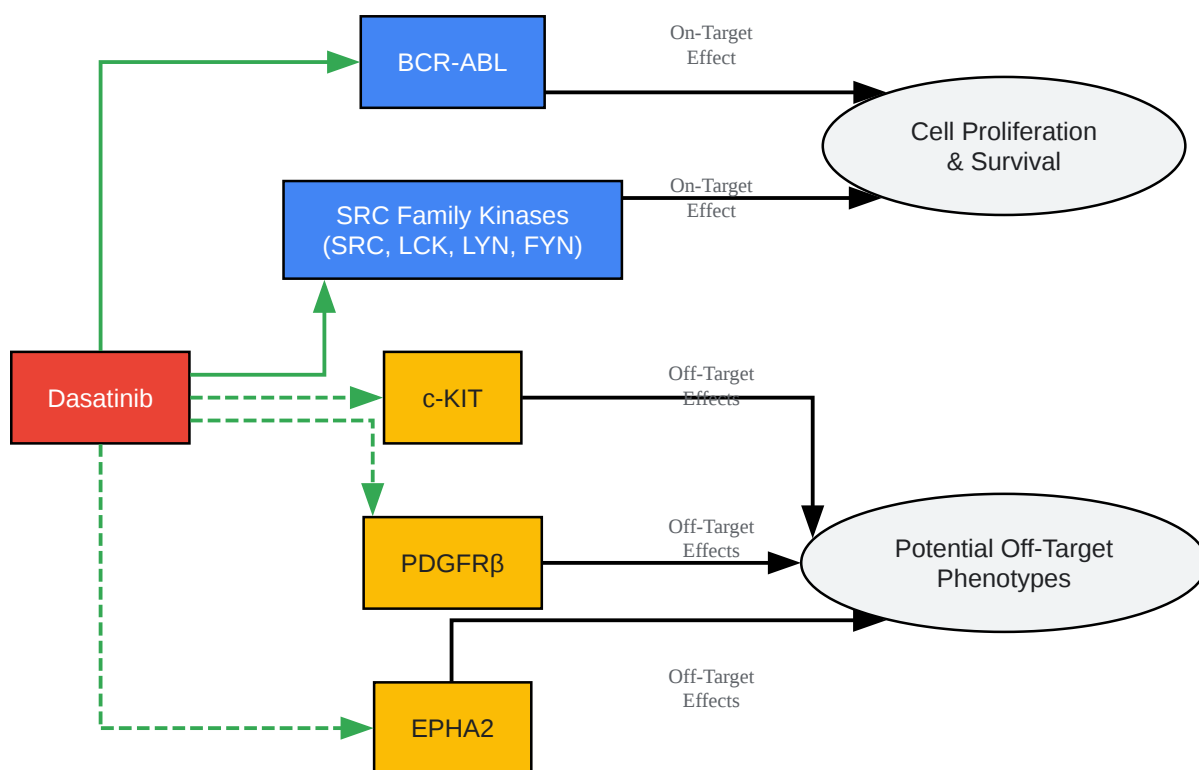 BCR-ABL
On-Target
Effect
Cell Proliferation
& Survival
SRC Family Kinases
(SRC, LCK, LYN, FYN)
On-Target
Effect
Dasatinib
c-KIT
Off-Target
Effects
PDGFRβ
Off-Target
Effects
Potential Off-Target
Phenotypes
EPHA2
Off-Target
Effects